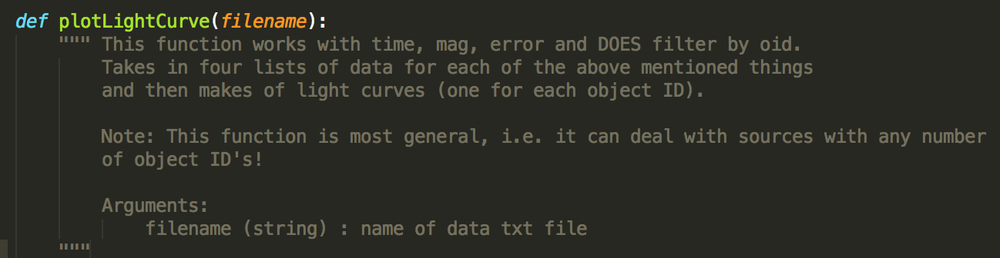 def plotLightCurve(filename):
""" This function works with time, mag, error and DOES filter by oid.
Takes in four lists of data for each of the above mentioned things
and then makes of light curves (one for each object ID).
Note: This function is most general, i.e. it can deal with sources with any number
of object ID's!
Arguments:
filename (string) : name of data txt file
"""